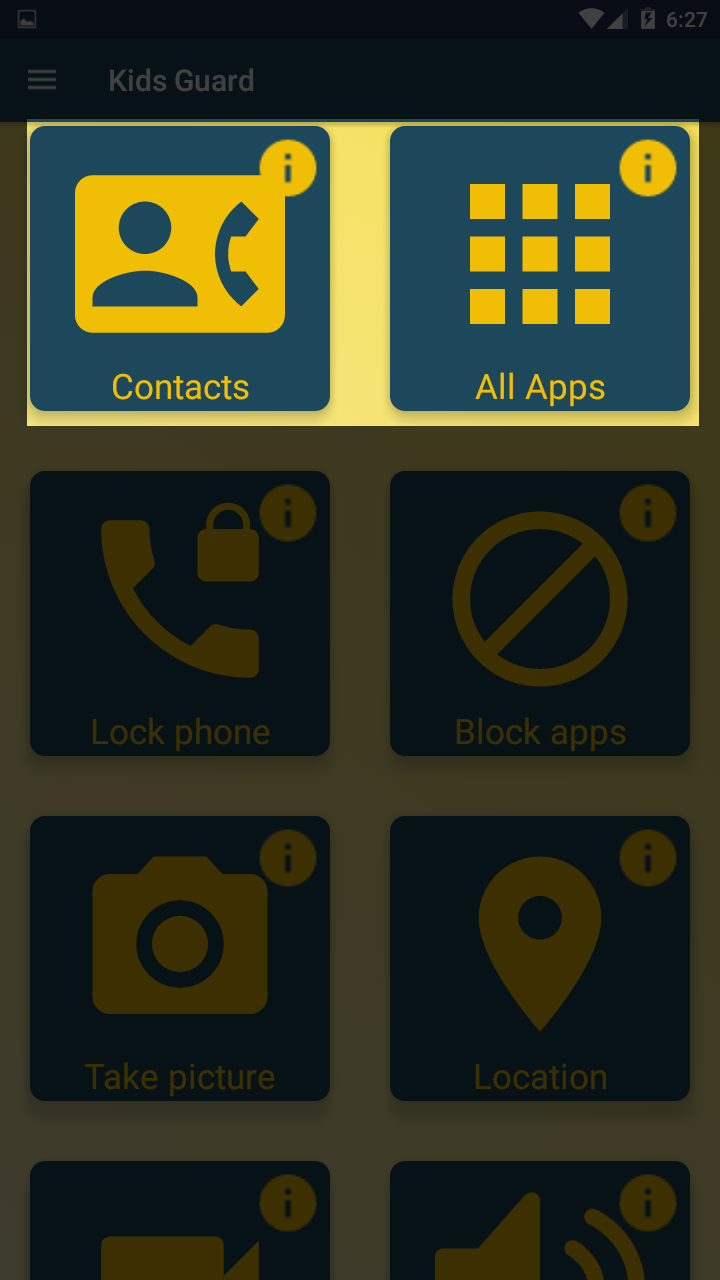 6:27
Kids Guard
Contacts
All Apps
Lock phone
Block apps
Take picture
Location